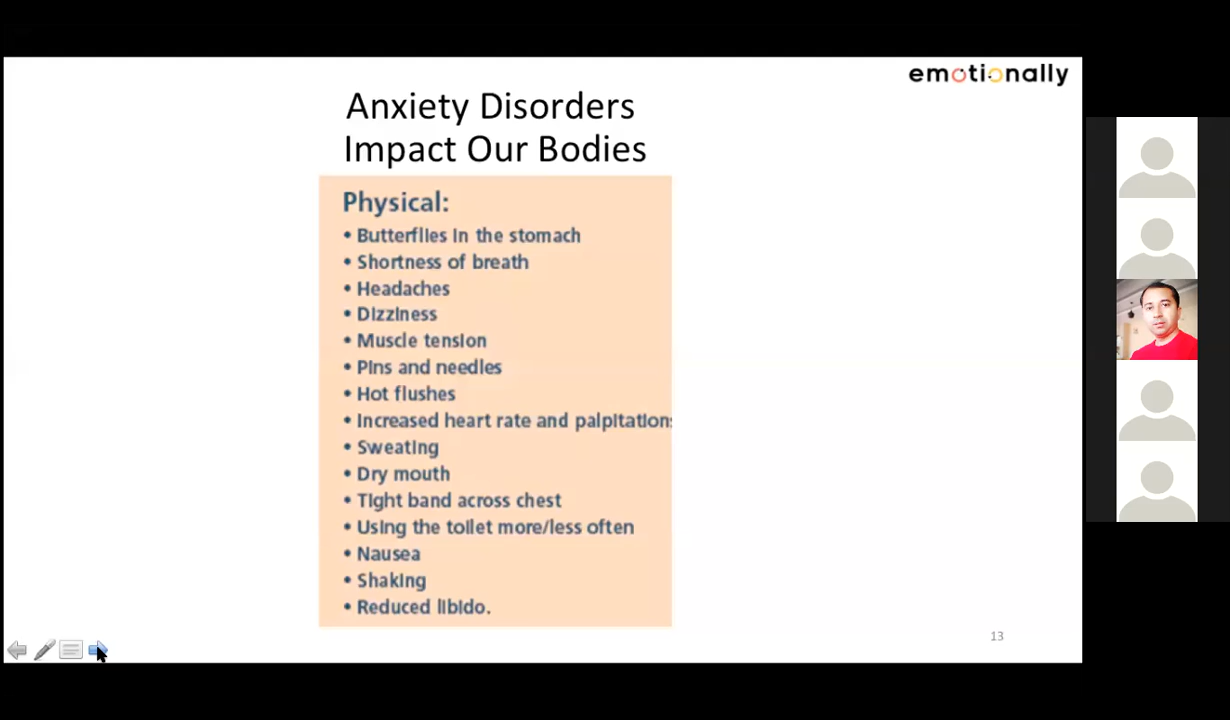 emotionally
Anxiety Disorders
Impact Our Bodies
Physical:
• Butterflies in the stomach
• Shortness of breath
• Headaches
• Dizziness
• Muscle tension
• Pins and needles
• Hot flushes
• Increased heart rate and palpitations
• Sweating
• Dry mouth
• Tight band across chest
• Using the toilet more/less often
• Nausea
• Shaking
• Reduced libido.
13